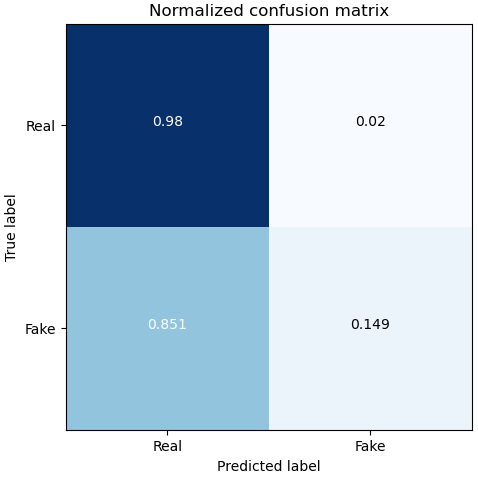 Normalized confusion matrix
True label
Real
0.98
0.02
Fake
0.851
0.149
Real
Fake
Predicted label